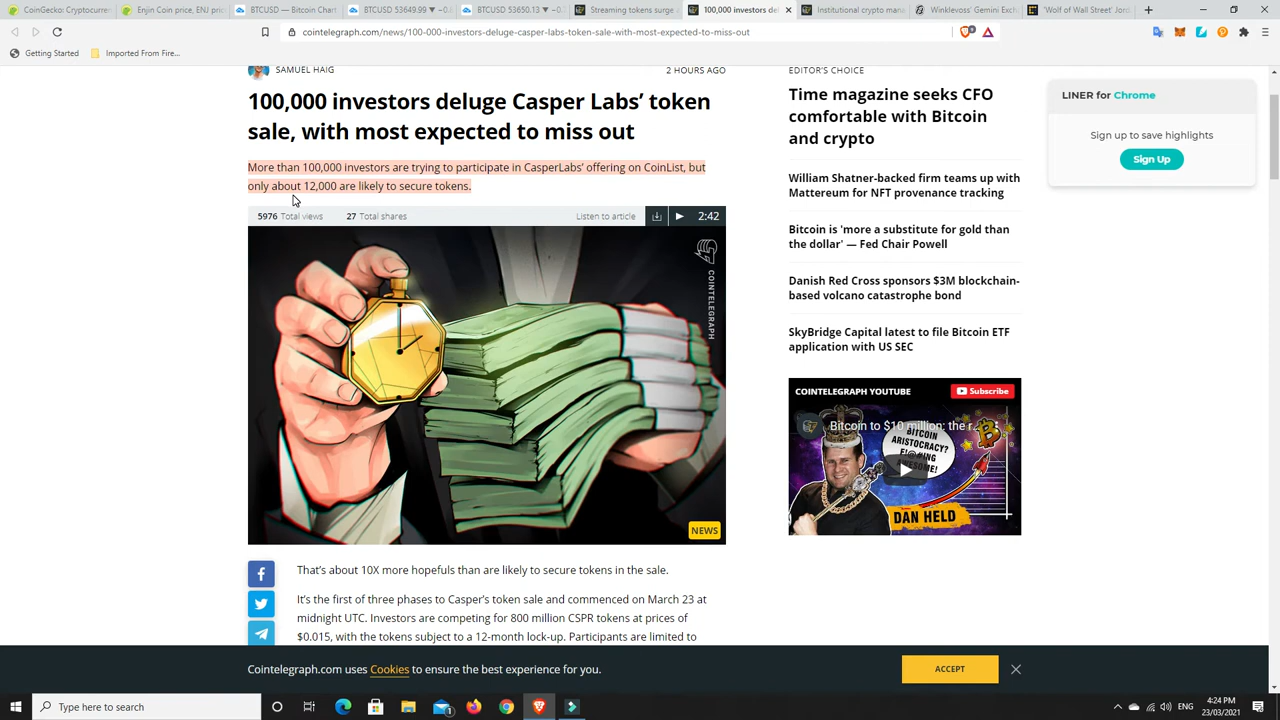 CoinGecko: Cryptocurren
Enjin Coin price, ENJ pric
BTCUSD — Bitcoin Chart
BTCUSD 53649.99 ▼ −0.
BTCUSD 53650.13 ▼ −0.
Streaming tokens surge a
100,000 investors del
Institutional crypto mana
Winklevoss' Gemini Exch
'Wolf of Wall Street' Jord
cointelegraph.com/news/100-000-investors-deluge-casper-labs-token-sale-with-most-expected-to-miss-out
Getting Started
Imported From Fire...
SAMUEL HAIG
2 HOURS AGO
100,000 investors deluge Casper Labs' token
sale, with most expected to miss out
More than 100,000 investors are trying to participate in CasperLabs' offering on CoinList, but
only about 12,000 are likely to secure tokens.
5976 Total views
27 Total shares
Listen to article
2:42
COINTELEGRAPH
NEWS
That's about 10X more hopefuls than are likely to secure tokens in the sale.
It's the first of three phases to Casper's token sale and commenced on March 23 at
midnight UTC. Investors are competing for 800 million CSPR tokens at prices of
$0.015, with the tokens subject to a 12-month lock-up. Participants are limited to
EDITOR'S CHOICE
Time magazine seeks CFO
comfortable with Bitcoin
and crypto
William Shatner-backed firm teams up with
Mattereum for NFT provenance tracking
Bitcoin is 'more a substitute for gold than
the dollar' — Fed Chair Powell
Danish Red Cross sponsors $3M blockchain-
based volcano catastrophe bond
SkyBridge Capital latest to file Bitcoin ETF
application with US SEC
COINTELEGRAPH YOUTUBE
Subscribe
Bitcoin to $10 million: the r...
BITCOIN
ARISTOCRACY?
F!@#ING
AWESOME!
DAN HELD
LINER for Chrome
Sign up to save highlights
Sign Up
Cointelegraph.com uses Cookies to ensure the best experience for you.
ACCEPT
Type here to search
ENG
4:24 PM
23/03/2021